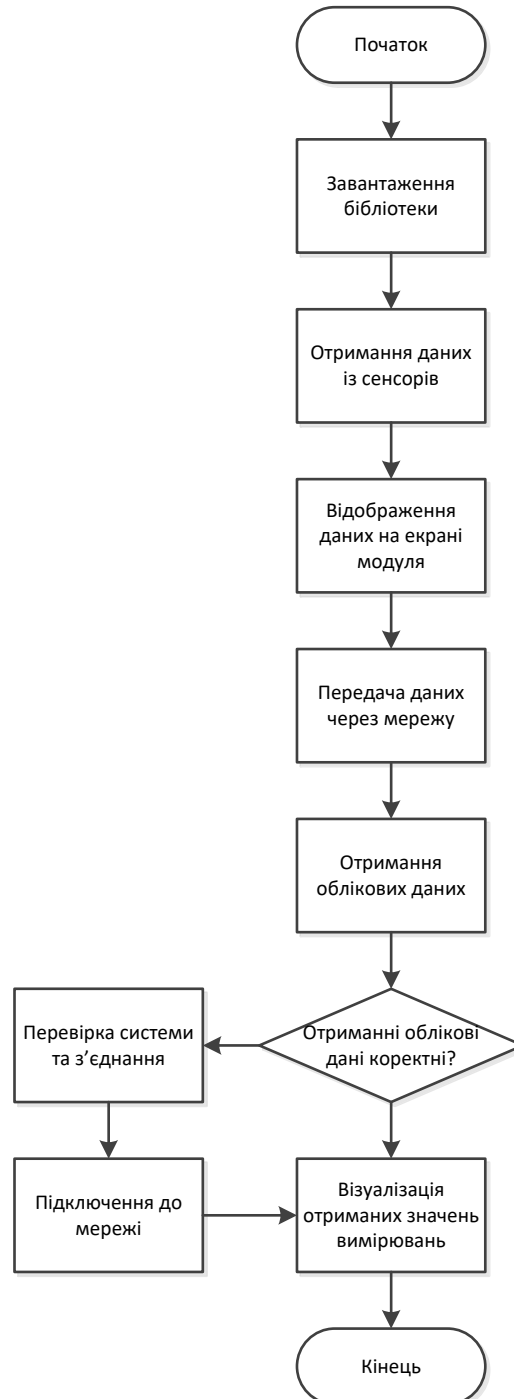 Початок
Завантаження
бібліотеки
Отримання даних
із сенсорів
Відображення
даних на екрані
модуля
Передача даних
через мережу
Отримання
облікових даних
Отриманні облікові
дані коректні?
Перевірка системи
та з’єднання
Підключення до
мережі
Візуалізація
отриманих значень
вимірювань
Кінець